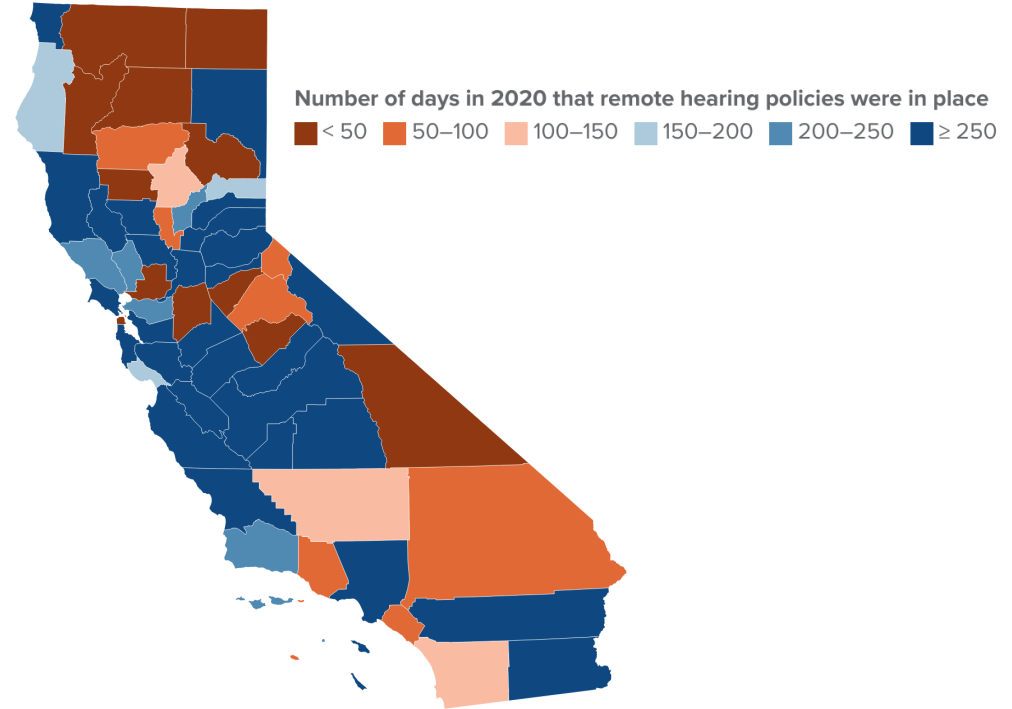 Number of days in 2020 that remote hearing policies were in place
< 50 50–100 100–150 150–200 200–250 ≥ 250